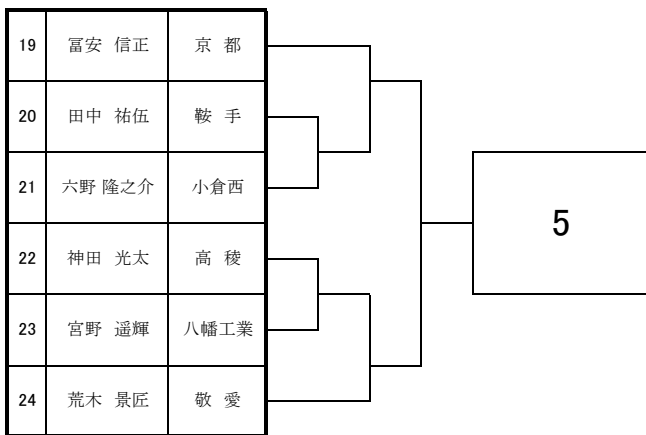 19 冨安 信正 京 都
20 田中 祐伍 鞍 手
21 六野 隆之介 小倉西
22 神田 光太 高 稜
23 宮野 遥輝 八幡工業
24 荒木 景匠 敬 愛
5